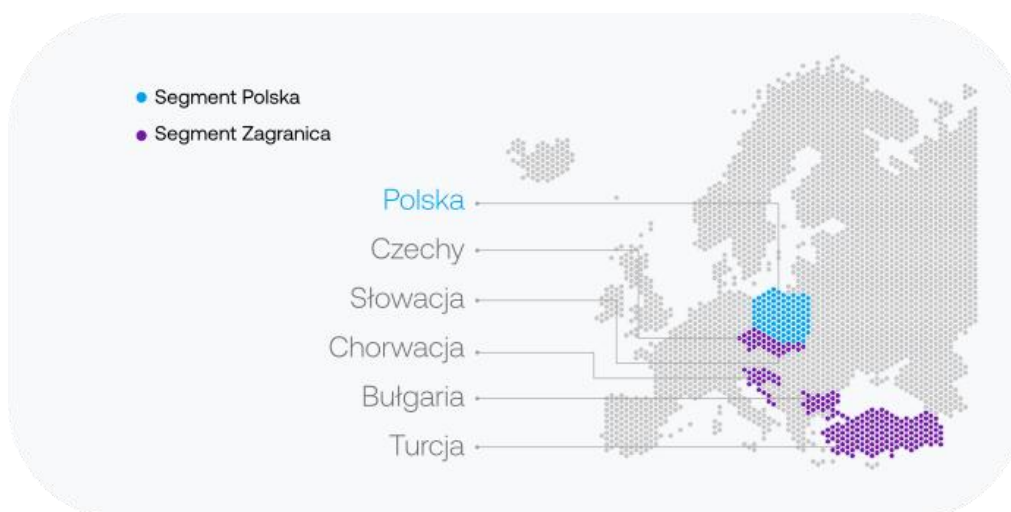 Segment Polska
Segment Zagranica
Polska
Czechy
Słowacja
Chorwacja
Bułgaria
Turcja